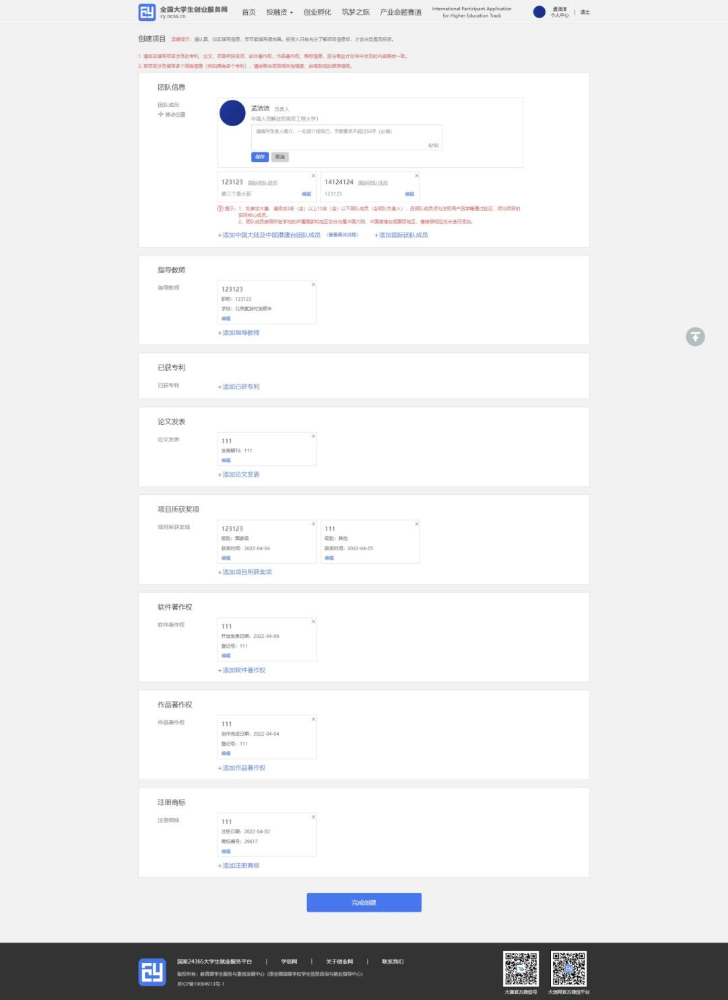 全国大学生创业服务网
cy.ncss.cn
首页 投融资 创业孵化 筑梦之旅 产业命题赛道
International Participant Application
for Higher Education Track
孟洁洁
个人中心 | 退出
创建项目 温馨提示：请认真、如实填写信息，尽可能填写得完善。投资人只有充分了解项目信息后，才会决定是否投资。
1. 请如实填写项目涉及的专利、论文、项目所获奖项、软件著作权、作品著作权、商标信息，且与商业计划书中涉及的内容保持一致。
2. 若项目涉及填写多个同类信息（例如拥有多个专利），请按照与项目相关性程度，由高到低的顺序填写。
团队信息
团队成员
移动位置
孟洁洁 负责人
中国人民解放军海军工程大学1
请填写负责人简介，一句话介绍自己，字数要求不超过50字（必填）
0/50
保存 取消
123123 国际团队成员
第三个是大哥 编辑
14124124 国际团队成员
123123 编辑
提示：1、如参加大赛，请添加3名（含）以上15名（含）以下团队成员（含团队负责人），且团队成员须为注册用户且学籍通过验证，须为项目的
实际核心成员。
2、团队成员按照所在学校的所属国家和地区划分归属中国大陆、中国港澳台或国际地区，请按照相应划分进行添加。
+添加中国大陆及中国港澳台团队成员 （查看具体流程） +添加国际团队成员
指导教师
指导教师
123123
职称：123123
编辑
+添加指导教师
已获专利
已获专利
+添加已获专利
论文发表
论文发表
111
发表期刊：111
编辑
+添加论文发表
项目所获奖项
项目所获奖项
123123
级别：国家级
获奖时间：2022-04-04
编辑
111
级别：其他
获奖时间：2022-04-05
编辑
+添加项目所获奖项
软件著作权
软件著作权
111
开发发表日期：2022-04-06
登记号：111
编辑
+添加软件著作权
作品著作权
作品著作权
111
创作完成日期：2022-04-04
登记号：111
编辑
+添加作品著作权
注册商标
注册商标
111
注册日期：2022-04-02
商标编号：29617
编辑
+添加注册商标
完成创建
国家24365大学生就业服务平台 | 学信网 | 关于创业网 | 联系我们
版权所有：教育部学生服务与素质发展中心（原全国高等学校学生信息咨询与就业指导中心）
京ICP备19004913号-1
大赛官方微信号 大创网官方微信平台